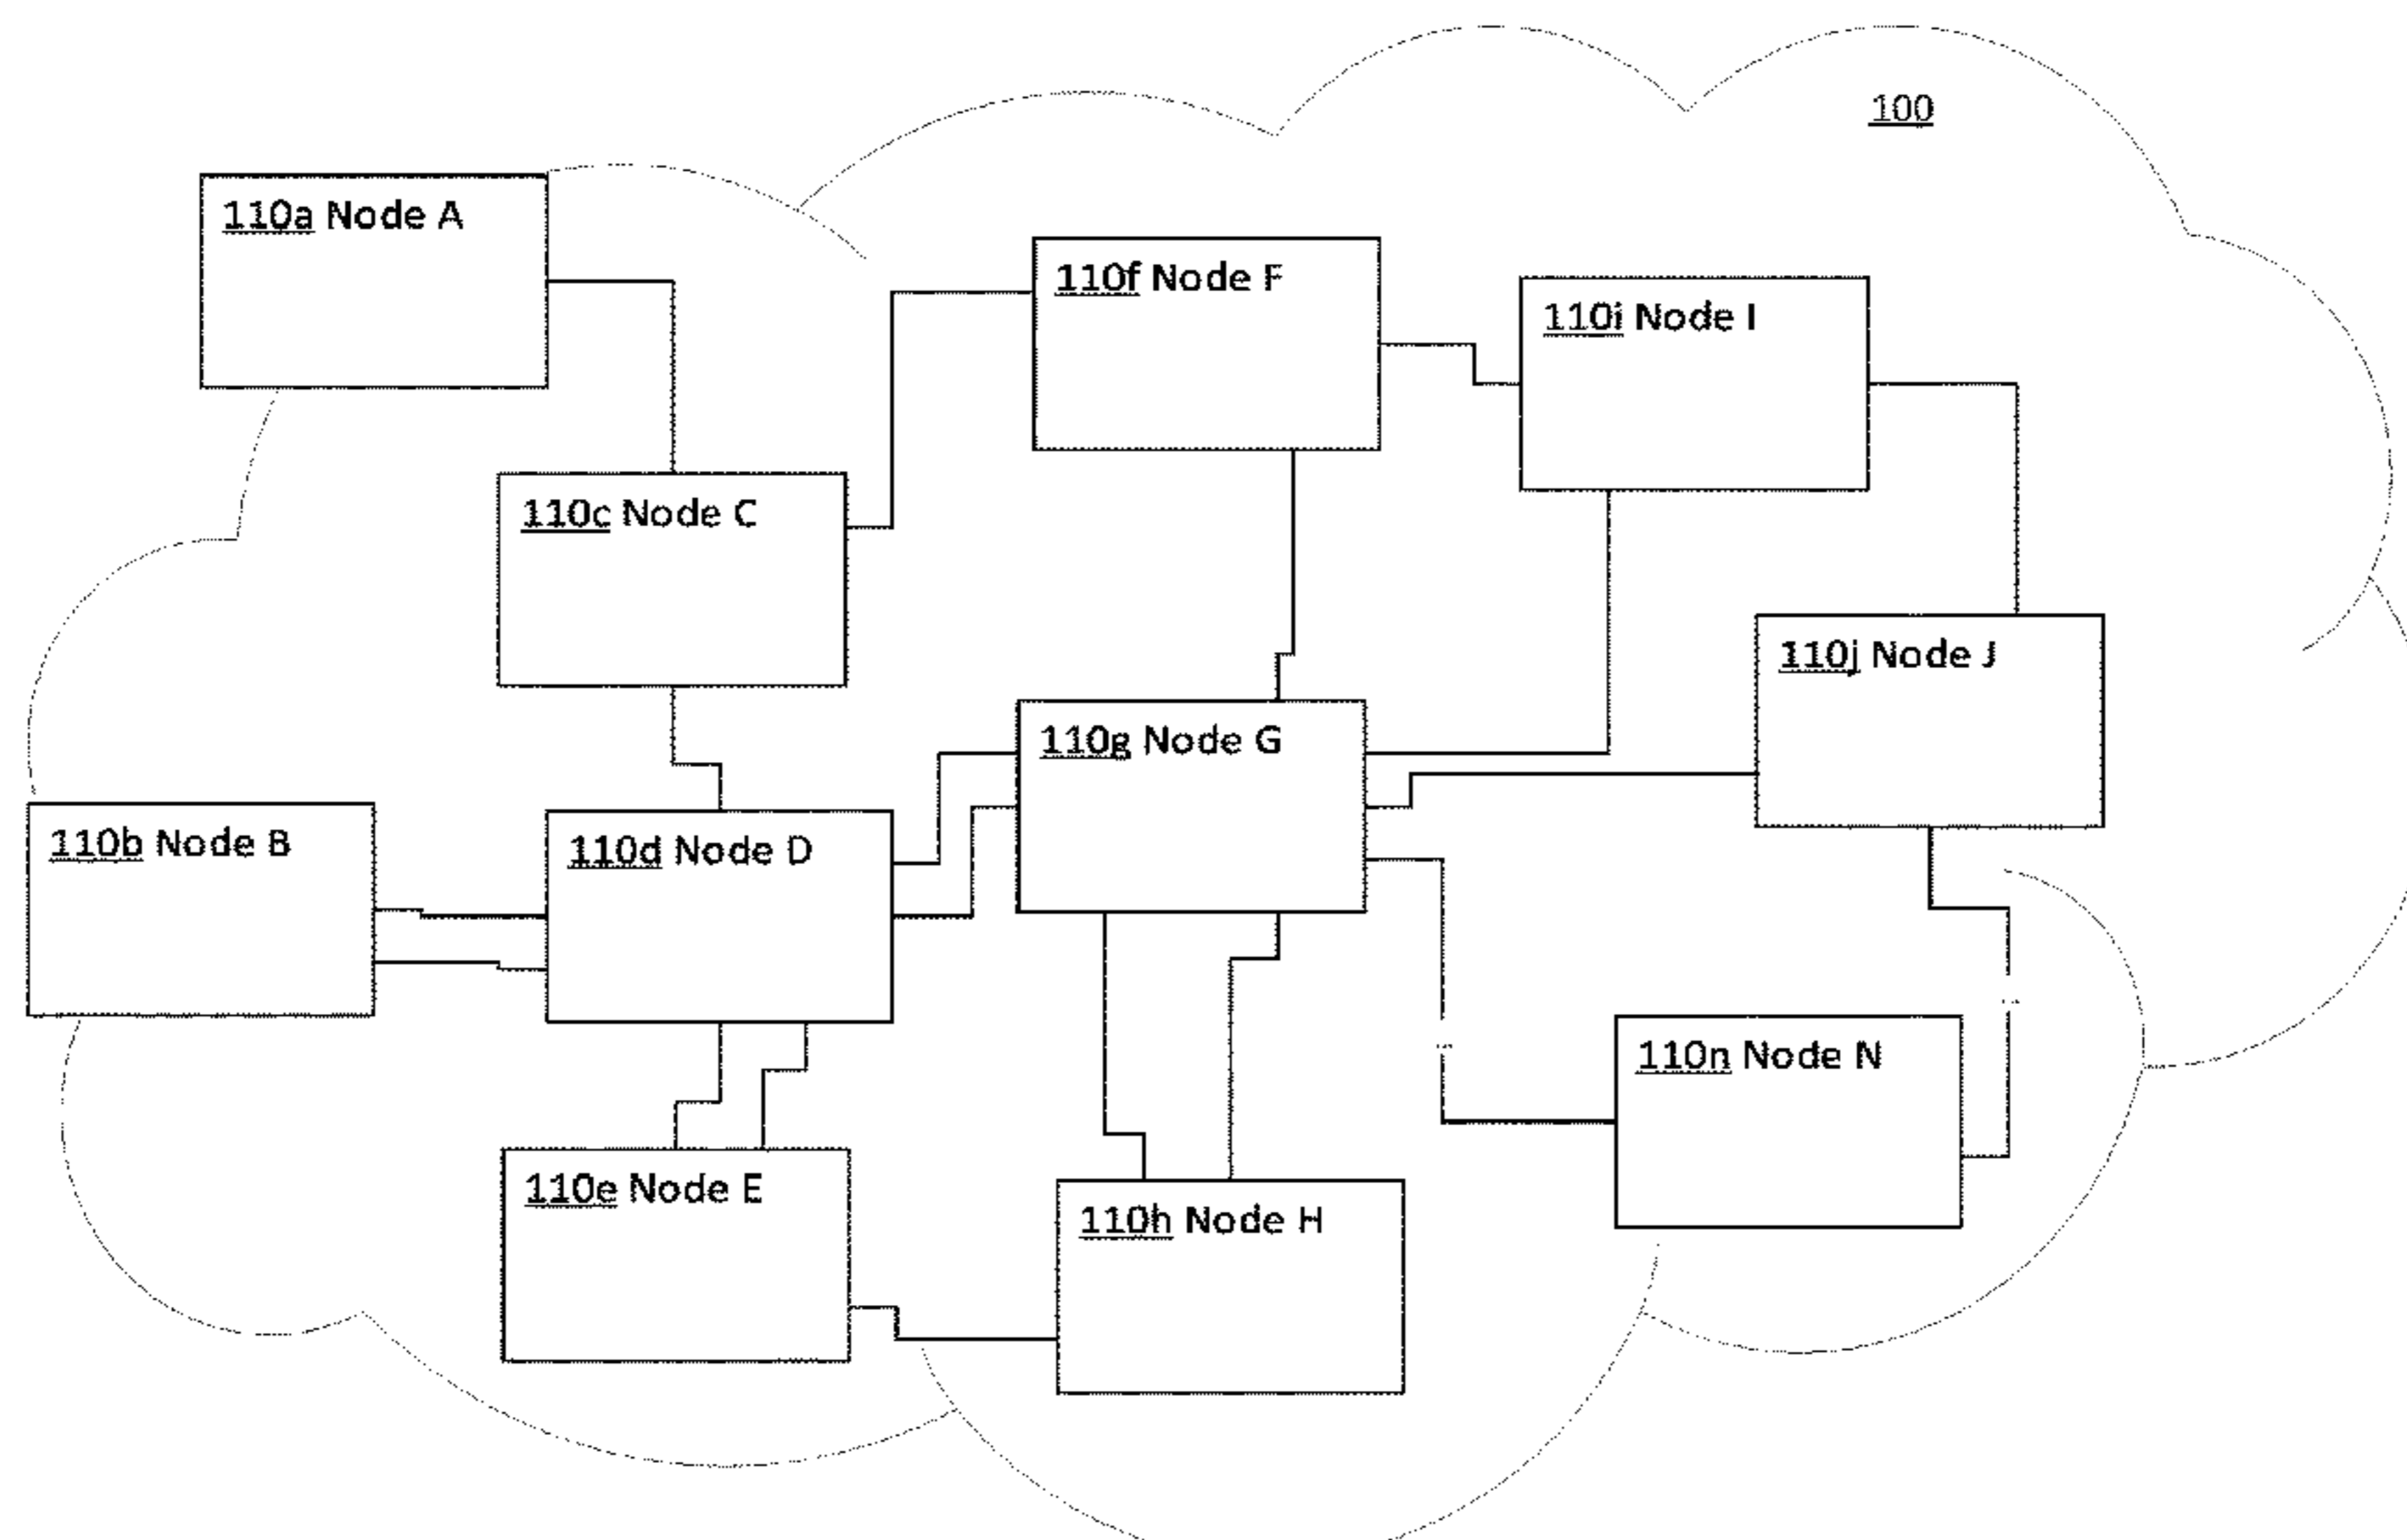 100
110a Node A
110f Node F
110i Node I
110c Node C
110j Node J
110g Node G
110b Node B
110d Node D
110n Node N
110e Node E
110h Node H